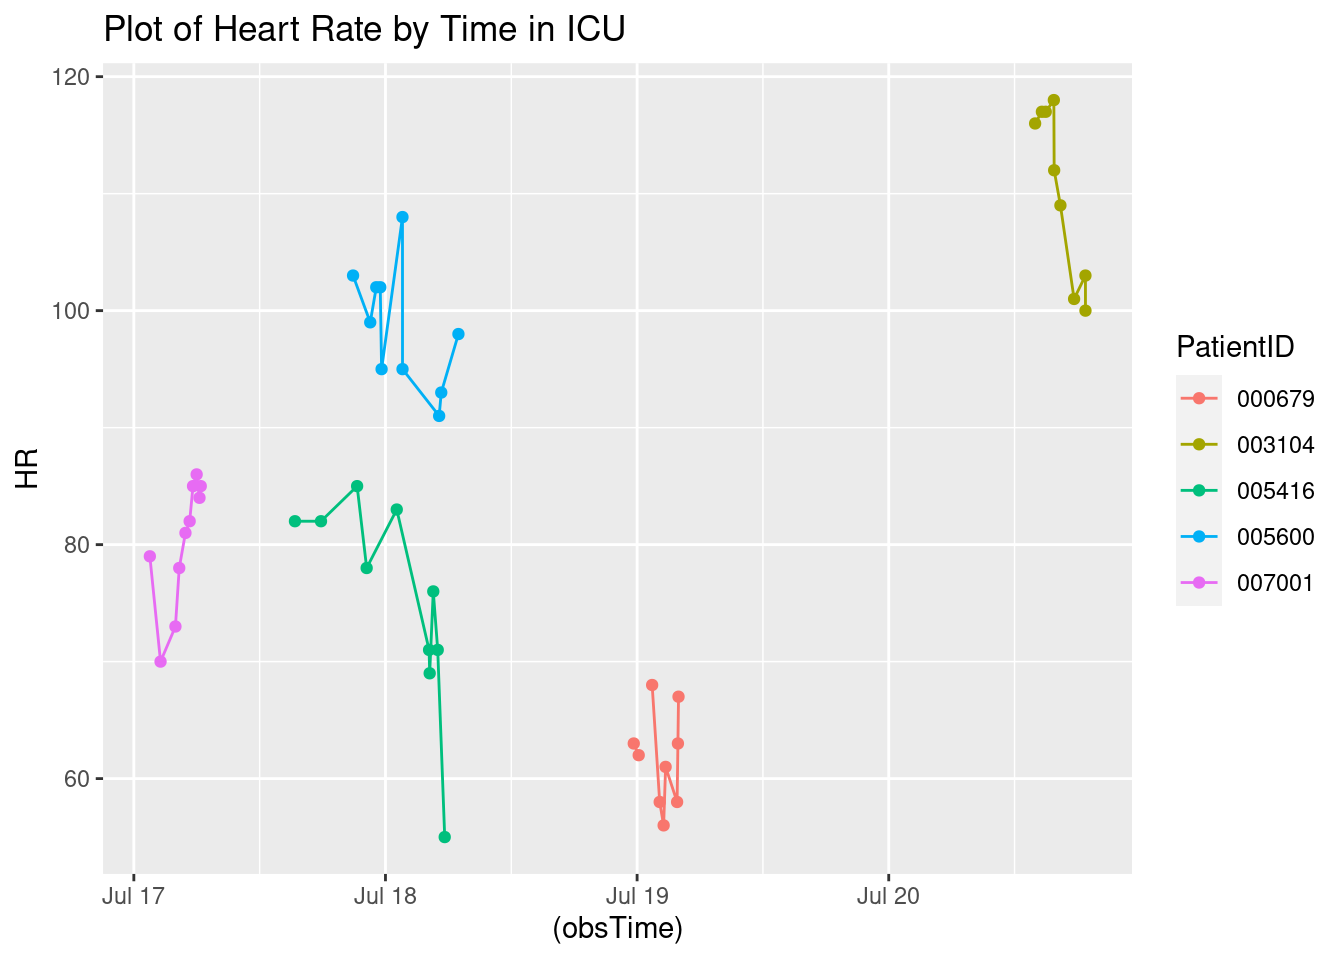 Plot of Heart Rate by Time in ICU
120
100
80
60
HR
Jul 17 Jul 18 Jul 19 Jul 20
(obsTime)
PatientID
000679
003104
005416
005600
007001